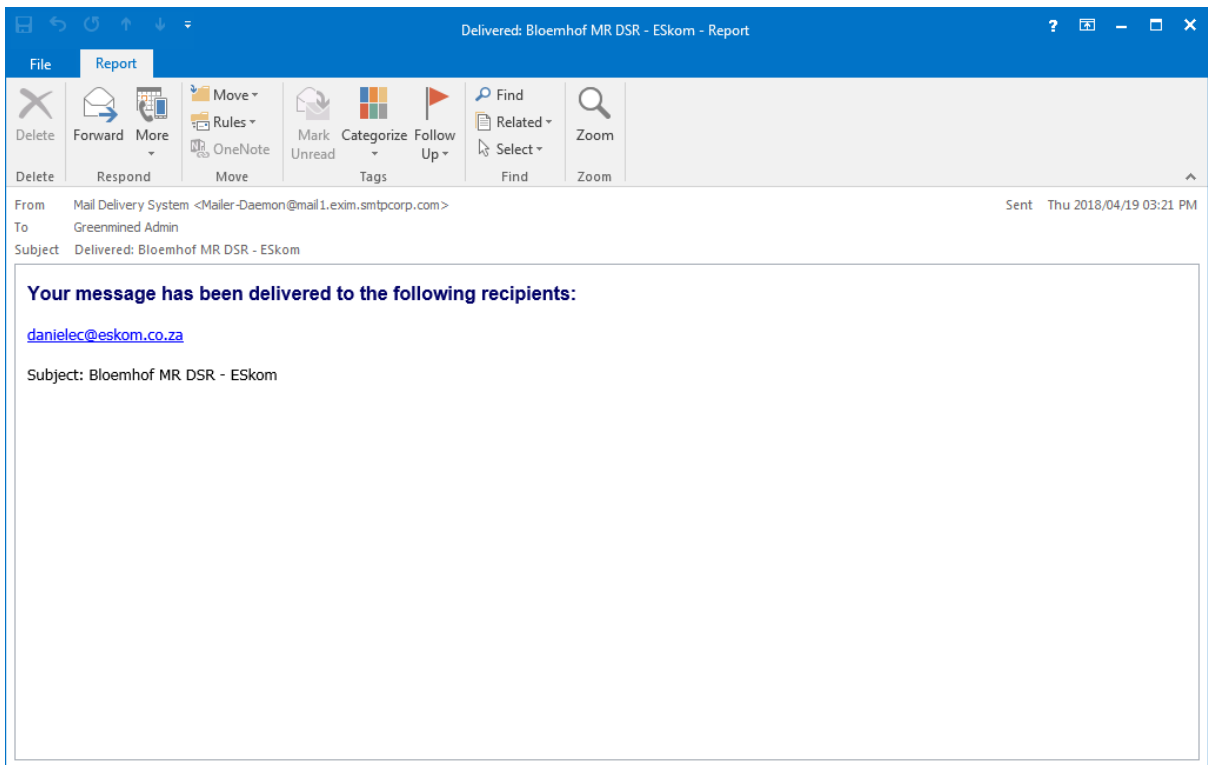 Delivered: Bloemhof MR DSR - ESkom - Report
File Report
Delete
Forward
More
Move
Rules
OneNote
Mark Unread
Categorize
Follow Up
Find
Related
Select
Zoom
Delete Respond Move Tags Find Zoom
From Mail Delivery System <Mailer-Daemon@mail1.exim.smtpcorp.com> Sent Thu 2018/04/19 03:21 PM
To Greenmined Admin
Subject Delivered: Bloemhof MR DSR - ESkom
Your message has been delivered to the following recipients:
danielec@eskom.co.za
Subject: Bloemhof MR DSR - ESkom